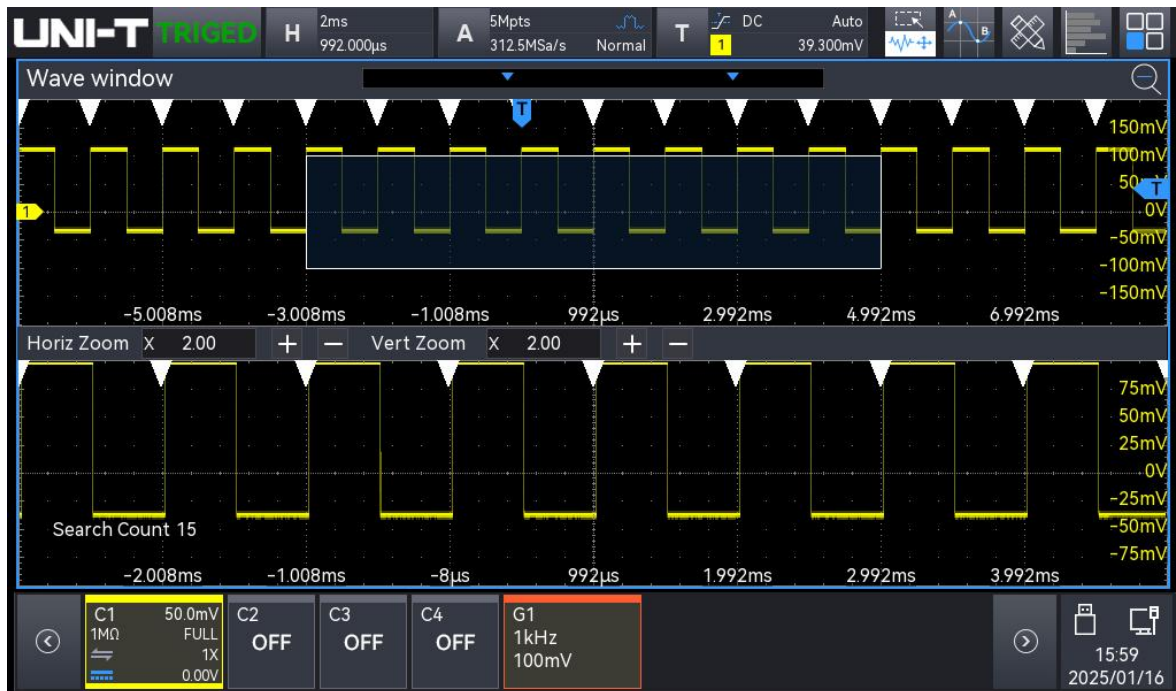 UNI-T TRIGED H 2ms 992.000µs A 5Mpts 312.5MSa/s Normal T DC 1 Auto 39.300mV A B
Wave window
T
150mV
100mV
50
T
1
0V
-50mV
-100mV
-150mV
-5.008ms -3.008ms -1.008ms 992µs 2.992ms 4.992ms 6.992ms
Horiz Zoom X 2.00 + − Vert Zoom X 2.00 + −
75mV
50mV
25mV
0V
-25mV
-50mV
Search Count 15
-75mV
-2.008ms -1.008ms -8µs 992µs 1.992ms 2.992ms 3.992ms
C1 50.0mV C2 C3 C4 G1
1MΩ FULL OFF OFF OFF 1kHz
1X 100mV
0.00V
15:59
2025/01/16